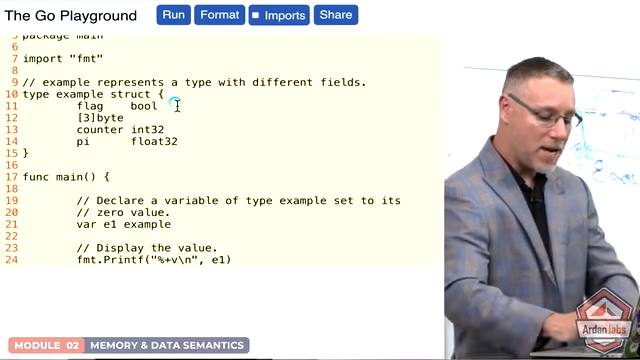 The Go Playground
Run
Format
Imports
Share
5 package main
6
7 import "fmt"
8
9 // example represents a type with different fields.
10 type example struct {
11 flag bool
12 [3]byte
13 counter int32
14 pi float32
15 }
16
17 func main() {
18
19 // Declare a variable of type example set to its
20 // zero value.
21 var e1 example
22
23 // Display the value.
24 fmt.Printf("%+v\n", e1)
MODULE 02
MEMORY & DATA SEMANTICS
Ardan labs